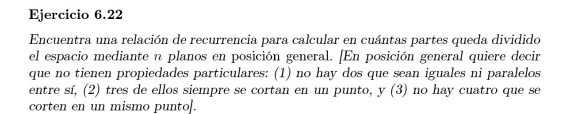 Ejercicio 6.22
Encuentra una relación de recurrencia para calcular en cuántas partes queda dividido
el espacio mediante n planos en posición general. [En posición general quiere decir
que no tienen propiedades particulares: (1) no hay dos que sean iguales ni paralelos
entre sí, (2) tres de ellos siempre se cortan en un punto, y (3) no hay cuatro que se
corten en un mismo punto].